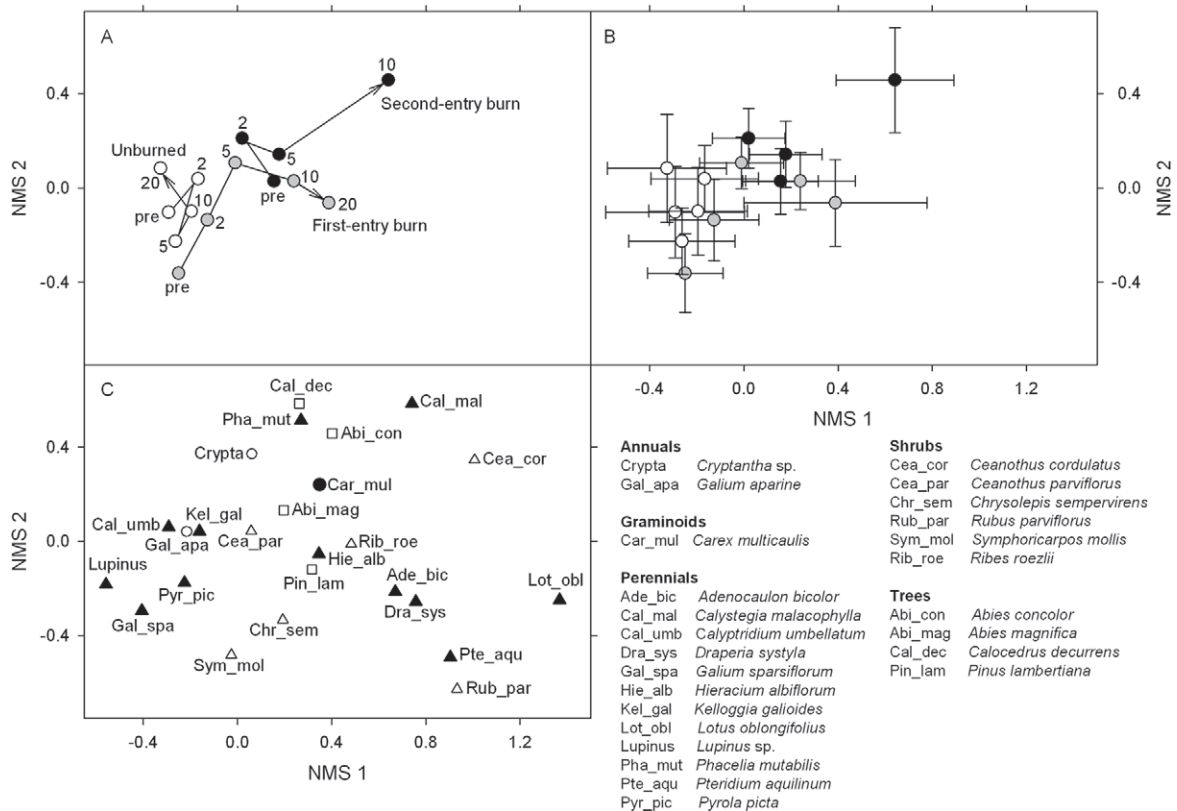 A
10
Second-entry burn
2
5
pre
Unburned
20
2
pre
10
5
5
10
20
First-entry burn
2
pre
0.4
0.0
-0.4
NMS 2
B
0.4
0.0
-0.4
NMS 2
-0.4 0.0 0.4 0.8 1.2
NMS 1
C
Cal_dec
Cal_mal
Pha_mut
Abi_con
Crypta
Cea_cor
Car_mul
Abi_mag
Kel_gal
Cal_umb
Gal_apa
Cea_par
Rib_roe
Hie_alb
Lupinus
Pyr_pic
Pin_lam
Ade_bic
Lot_obl
Dra_sys
Gal_spa
Chr_sem
Sym_mol
Pte_aqu
Rub_par
0.4
0.0
-0.4
NMS 2
-0.4 0.0 0.4 0.8 1.2
NMS 1
Annuals
Crypta Cryptantha sp.
Gal_apa Galium aparine
Graminoids
Car_mul Carex multicaulis
Perennials
Ade_bic Adenocaulon bicolor
Cal_mal Calystegia malacophylla
Cal_umb Calyptridium umbellatum
Dra_sys Draperia systyla
Gal_spa Galium sparsiflorum
Hie_alb Hieracium albiflorum
Kel_gal Kelloggia galioides
Lot_obl Lotus oblongifolius
Lupinus Lupinus sp.
Pha_mut Phacelia mutabilis
Pte_aqu Pteridium aquilinum
Pyr_pic Pyrola picta
Shrubs
Cea_cor Ceanothus cordulatus
Cea_par Ceanothus parviflorus
Chr_sem Chrysolepis sempervirens
Rub_par Rubus parviflorus
Sym_mol Symphoricarpos mollis
Rib_roe Ribes roezlii
Trees
Abi_con Abies concolor
Abi_mag Abies magnifica
Cal_dec Calocedrus decurrens
Pin_lam Pinus lambertiana